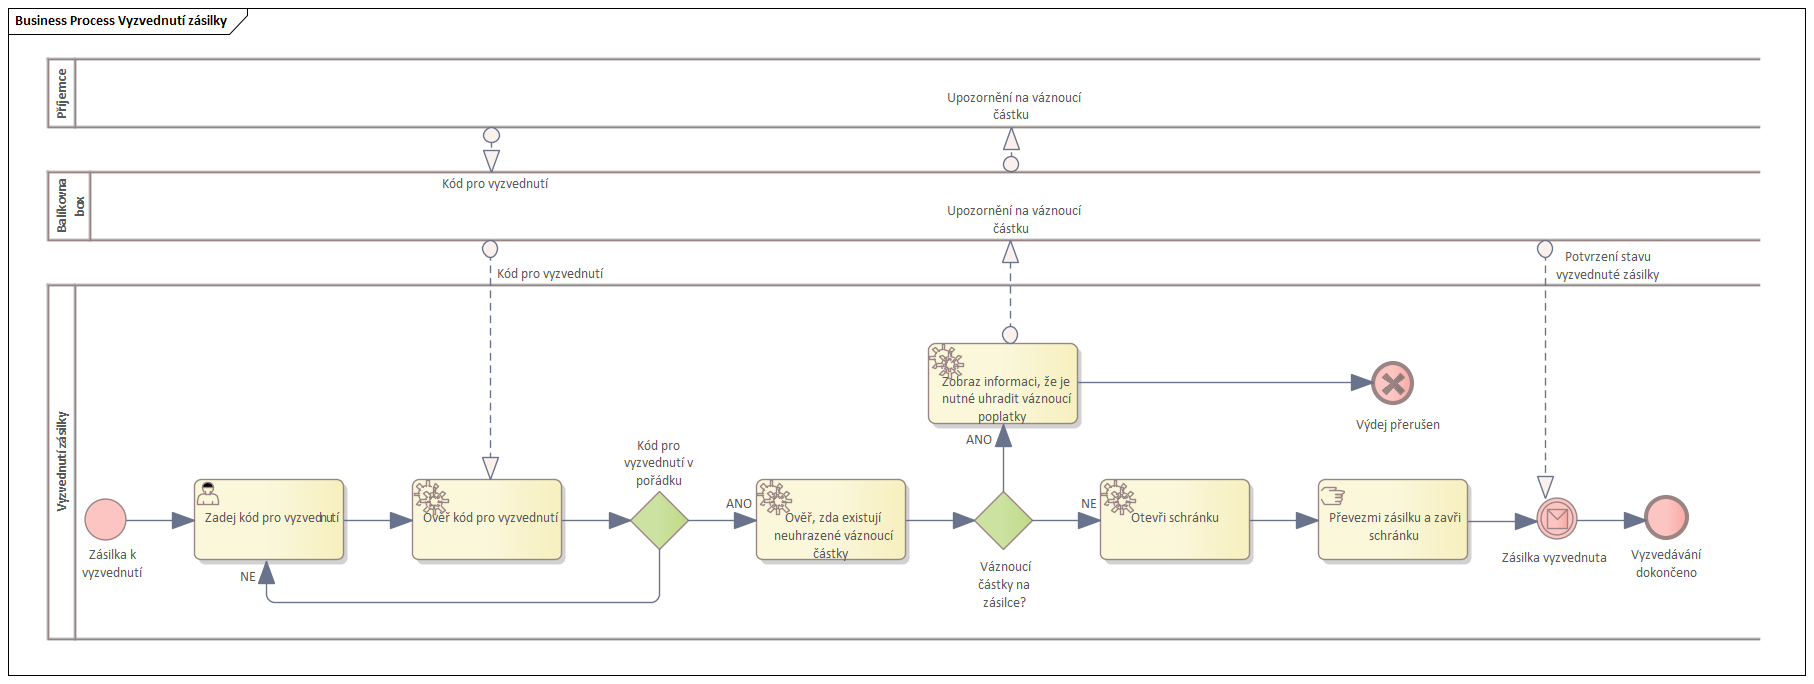 Business Process Vyzvednutí zásilky
Příjemce
Upozornění na váznoucí
částku
Balíkovna
box
Kód pro vyzvednutí
Upozornění na váznoucí
částku
Kód pro vyzvednutí
Potvrzení stavu
vyzvednuté zásilky
Vyzvednutí zásilky
Zobraz informaci, že je
nutné uhradit váznoucí
poplatky
Výdej přerušen
ANO
Kód pro
vyzvednutí v
pořádku
Zásilka k
vyzvednutí
Zadej kód pro vyzvednutí
NE
Ověř kód pro vyzvednutí
ANO
Ověř, zda existují
neuhrazené váznoucí
částky
Váznoucí
částky na
zásilce?
NE
Otevři schránku
Převezmi zásilku a zavři
schránku
Zásilka vyzvednuta
Vyzvedávání
dokončeno